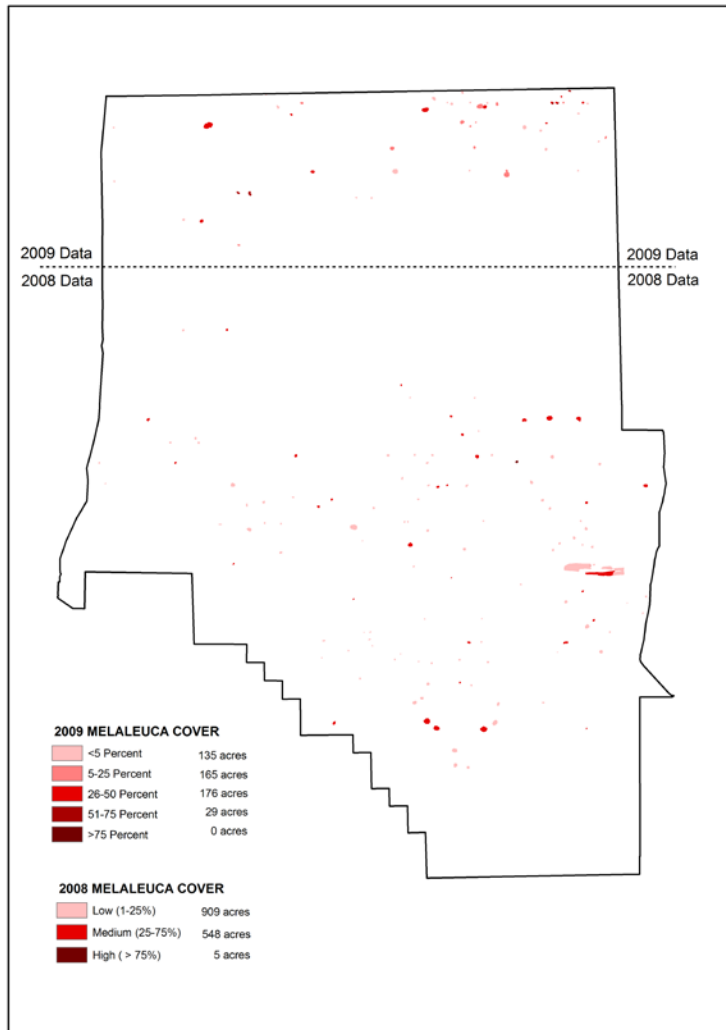 2009 Data 2009 Data
2008 Data 2008 Data
2009 MELALEUCA COVER
<5 Percent 135 acres
5-25 Percent 165 acres
26-50 Percent 176 acres
51-75 Percent 29 acres
>75 Percent 0 acres
2008 MELALEUCA COVER
Low (1-25%) 909 acres
Medium (25-75%) 548 acres
High ( > 75%) 5 acres